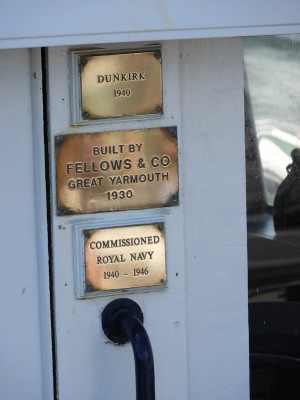 DUNKIRK
1940
BUILT BY
FELLOWS & CO
GREAT YARMOUTH
1930
COMMISSIONED
ROYAL NAVY
1940 - 1946